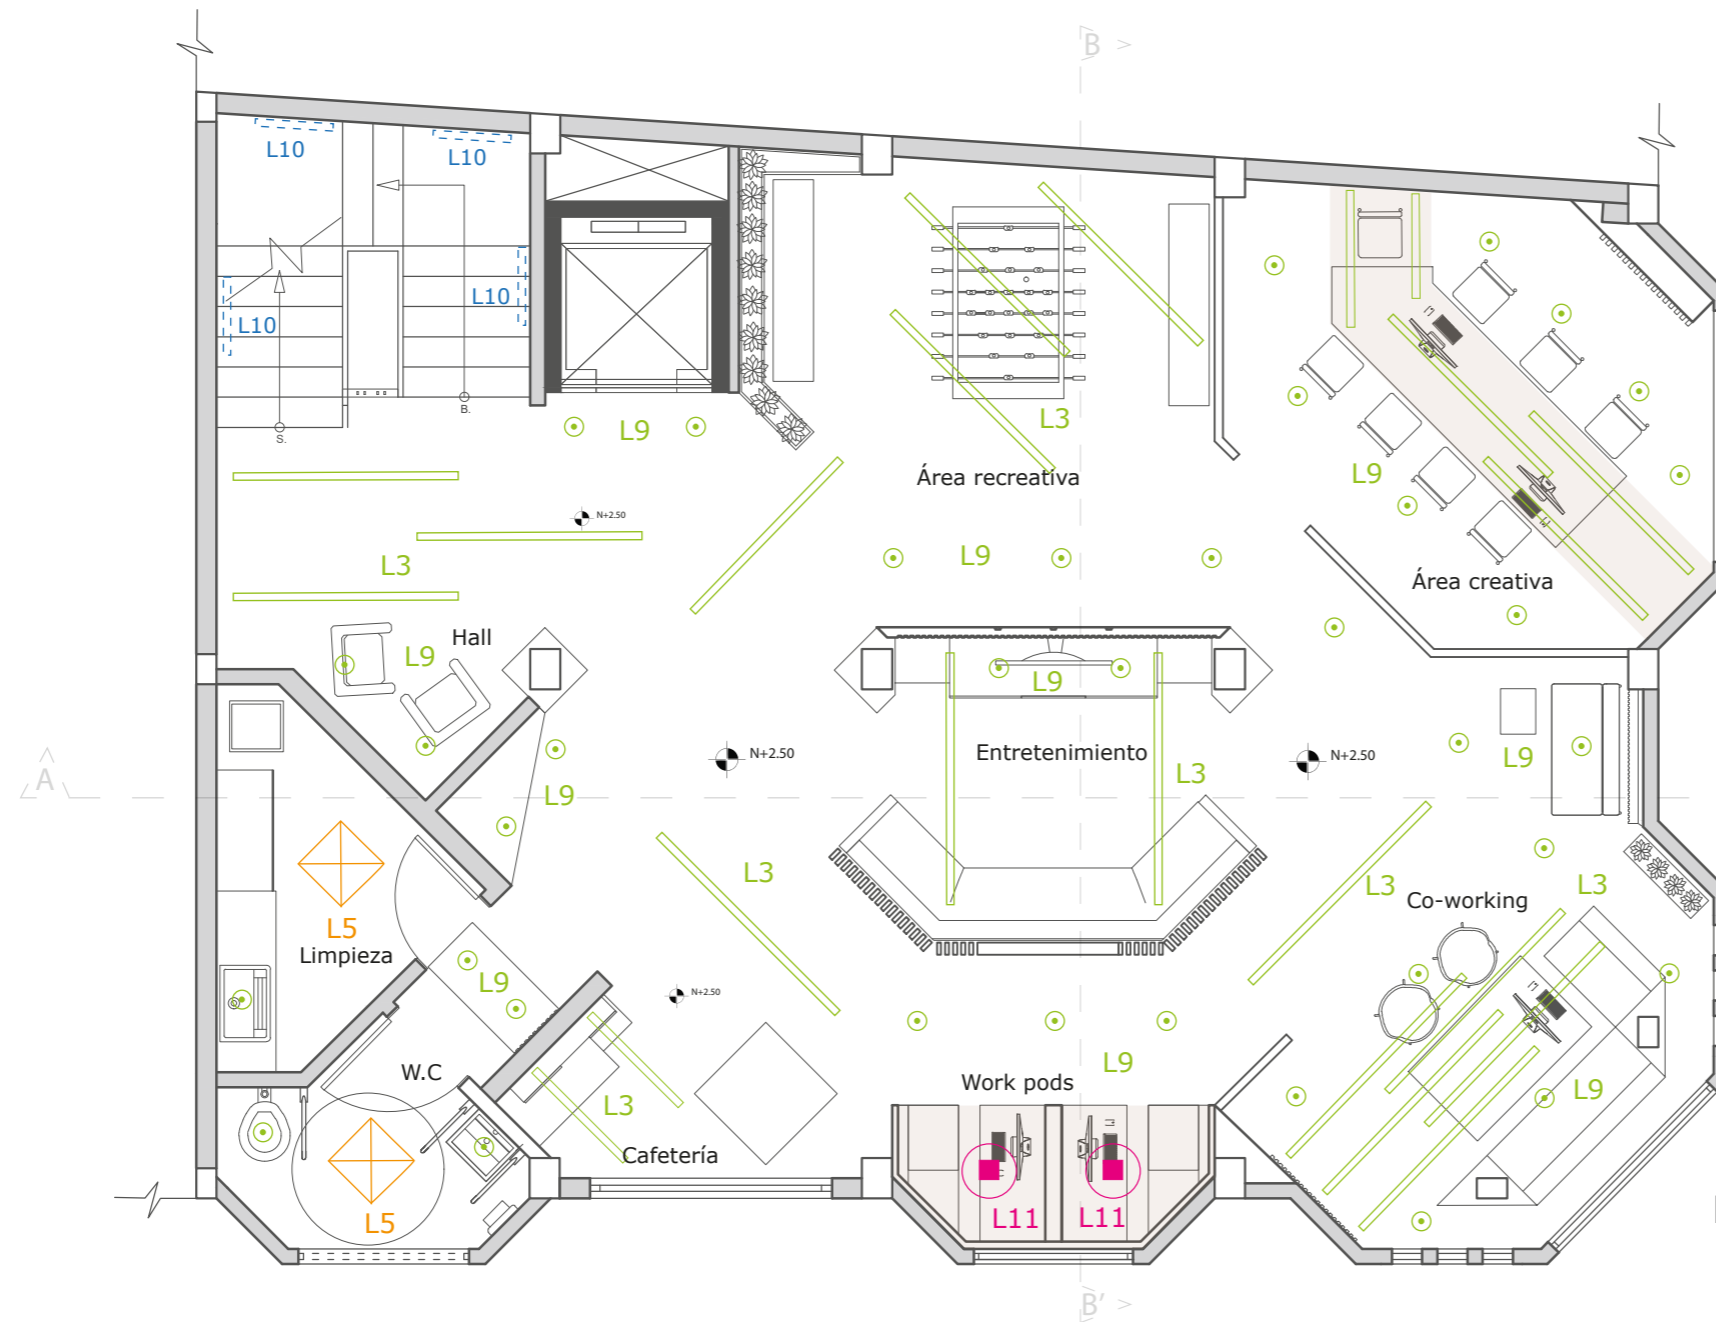 B
L10
L10
L10
L10
B.
S.
L9
L3
Área recreativa
L9
N+2.50
L3
L9
Área creativa
Hall
L9
L9
Entretenimiento
N+2.50
N+2.50
L9
L3
A
L9
L3
L3
L3
Co-working
L5
Limpieza
L9
N+2.50
W.C
L3
Work pods
L9
L9
Cafetería
L5
L11
L11
B’